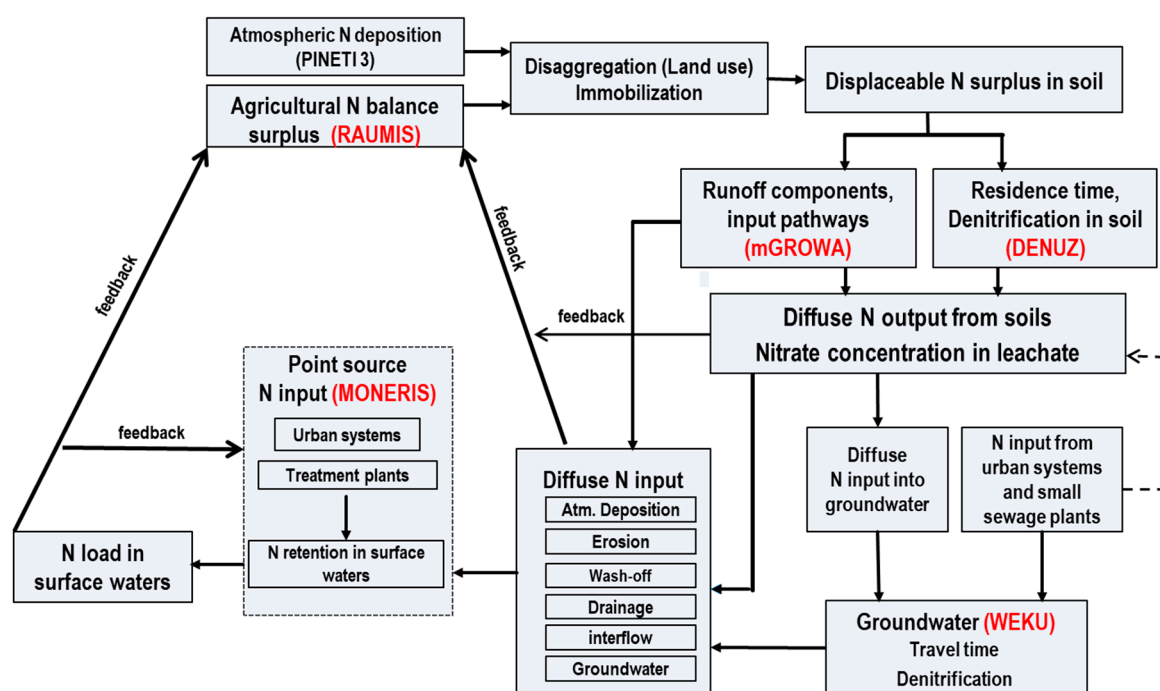 Atmospheric N deposition
(PINETI 3)
Disaggregation (Land use)
Immobilization
Displaceable N surplus in soil
Agricultural N balance
surplus (RAUMIS)
Runoff components,
input pathways
(mGROWA)
Residence time,
Denitrification in soil
(DENUZ)
feedback
feedback
feedback
Diffuse N output from soils
Nitrate concentration in leachate
Point source
N input (MONERIS)
Urban systems
Treatment plants
N retention in surface
waters
feedback
N load in
surface waters
Diffuse N input
Atm. Deposition
Erosion
Wash-off
Drainage
interflow
Groundwater
Diffuse
N input into
groundwater
N input from
urban systems
and small
sewage plants
Groundwater (WEKU)
Travel time
Denitrification